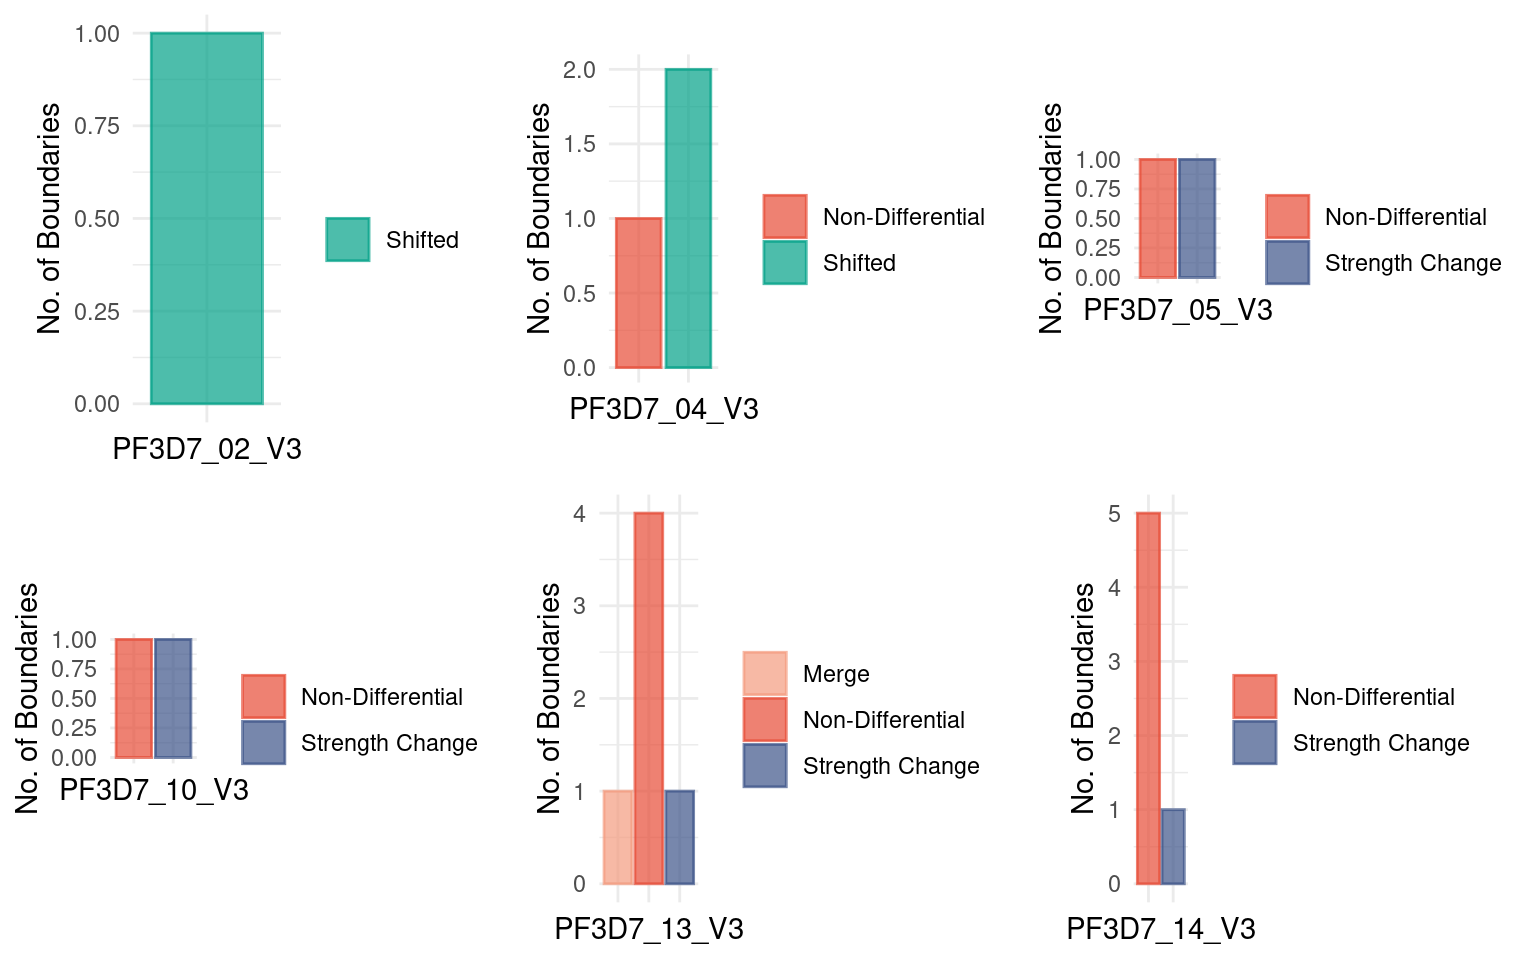 No. of Boundaries
1.00
0.75
0.50
0.25
0.00
PF3D7_02_V3
Shifted
No. of Boundaries
2.0
1.5
1.0
0.5
0.0
PF3D7_04_V3
Non-Differential
Shifted
No. of Boundaries
1.00
0.75
0.50
0.25
0.00
PF3D7_05_V3
Non-Differential
Strength Change
No. of Boundaries
1.00
0.75
0.50
0.25
0.00
PF3D7_10_V3
Non-Differential
Strength Change
No. of Boundaries
4
3
2
1
0
PF3D7_13_V3
Merge
Non-Differential
Strength Change
No. of Boundaries
5
4
3
2
1
0
PF3D7_14_V3
Non-Differential
Strength Change